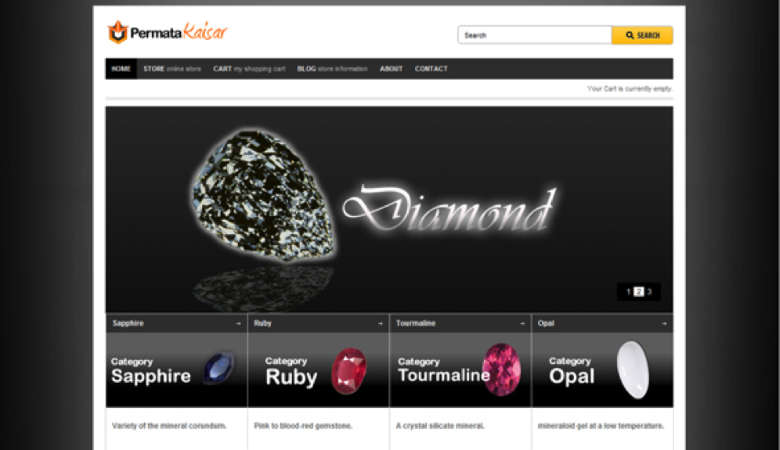 Permata Kaisar
Search
SEARCH
HOME STORE online store CART my shopping cart BLOG store information ABOUT CONTACT
Your Cart is currently empty.
Diamond
1 2 3
Sapphire → Ruby → Tourmaline → Opal →
Category
Sapphire
Category
Ruby
Category
Tourmaline
Category
Opal
Variety of the mineral corundum.
Pink to blood-red gemstone.
A crystal silicate mineral.
mineraloid gel at a low temperature.